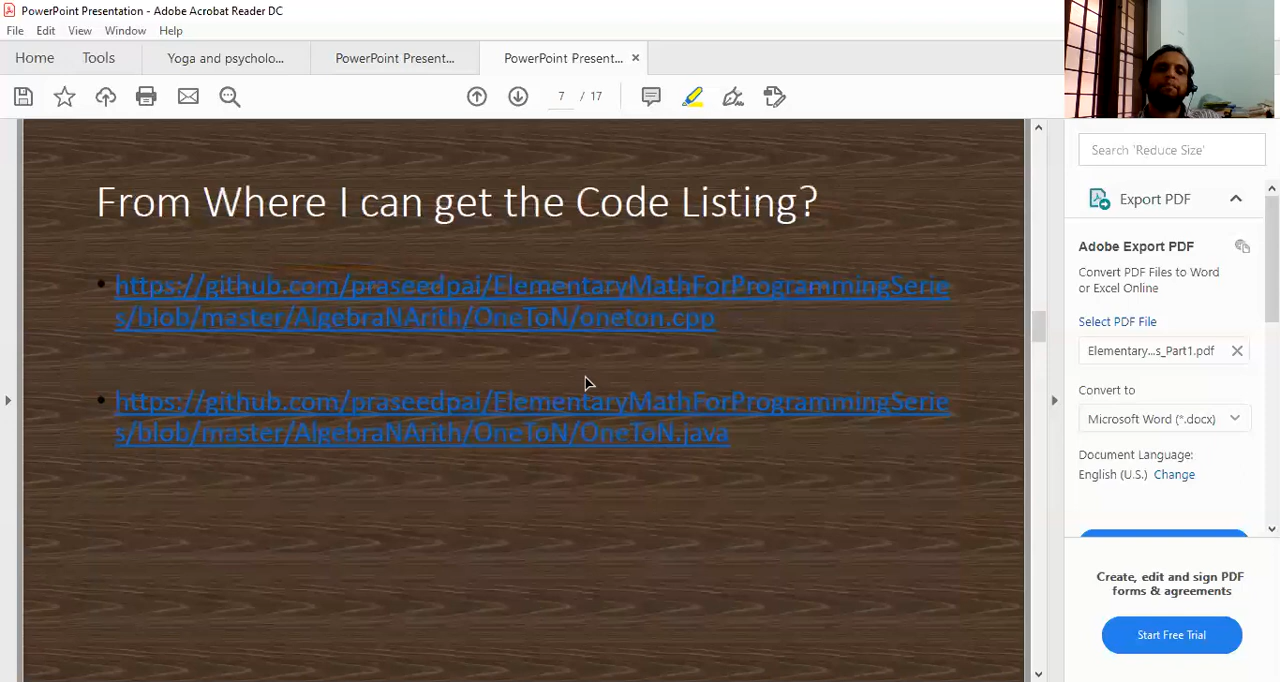 PowerPoint Presentation - Adobe Acrobat Reader DC
File Edit View Window Help
Home Tools Yoga and psycholo... PowerPoint Present... PowerPoint Present...
7 / 17
From Where I can get the Code Listing?
• https://github.com/praseedpai/ElementaryMathForProgrammingSerie
s/blob/master/AlgebraNArith/OneToN/oneton.cpp
• https://github.com/praseedpai/ElementaryMathForProgrammingSerie
s/blob/master/AlgebraNArith/OneToN/OneToN.java
Search 'Reduce Size'
Export PDF
Adobe Export PDF
Convert PDF Files to Word
or Excel Online
Select PDF File
Elementary...s_Part1.pdf
Convert to
Microsoft Word (*.docx)
Document Language:
English (U.S.) Change
Create, edit and sign PDF
forms & agreements
Start Free Trial